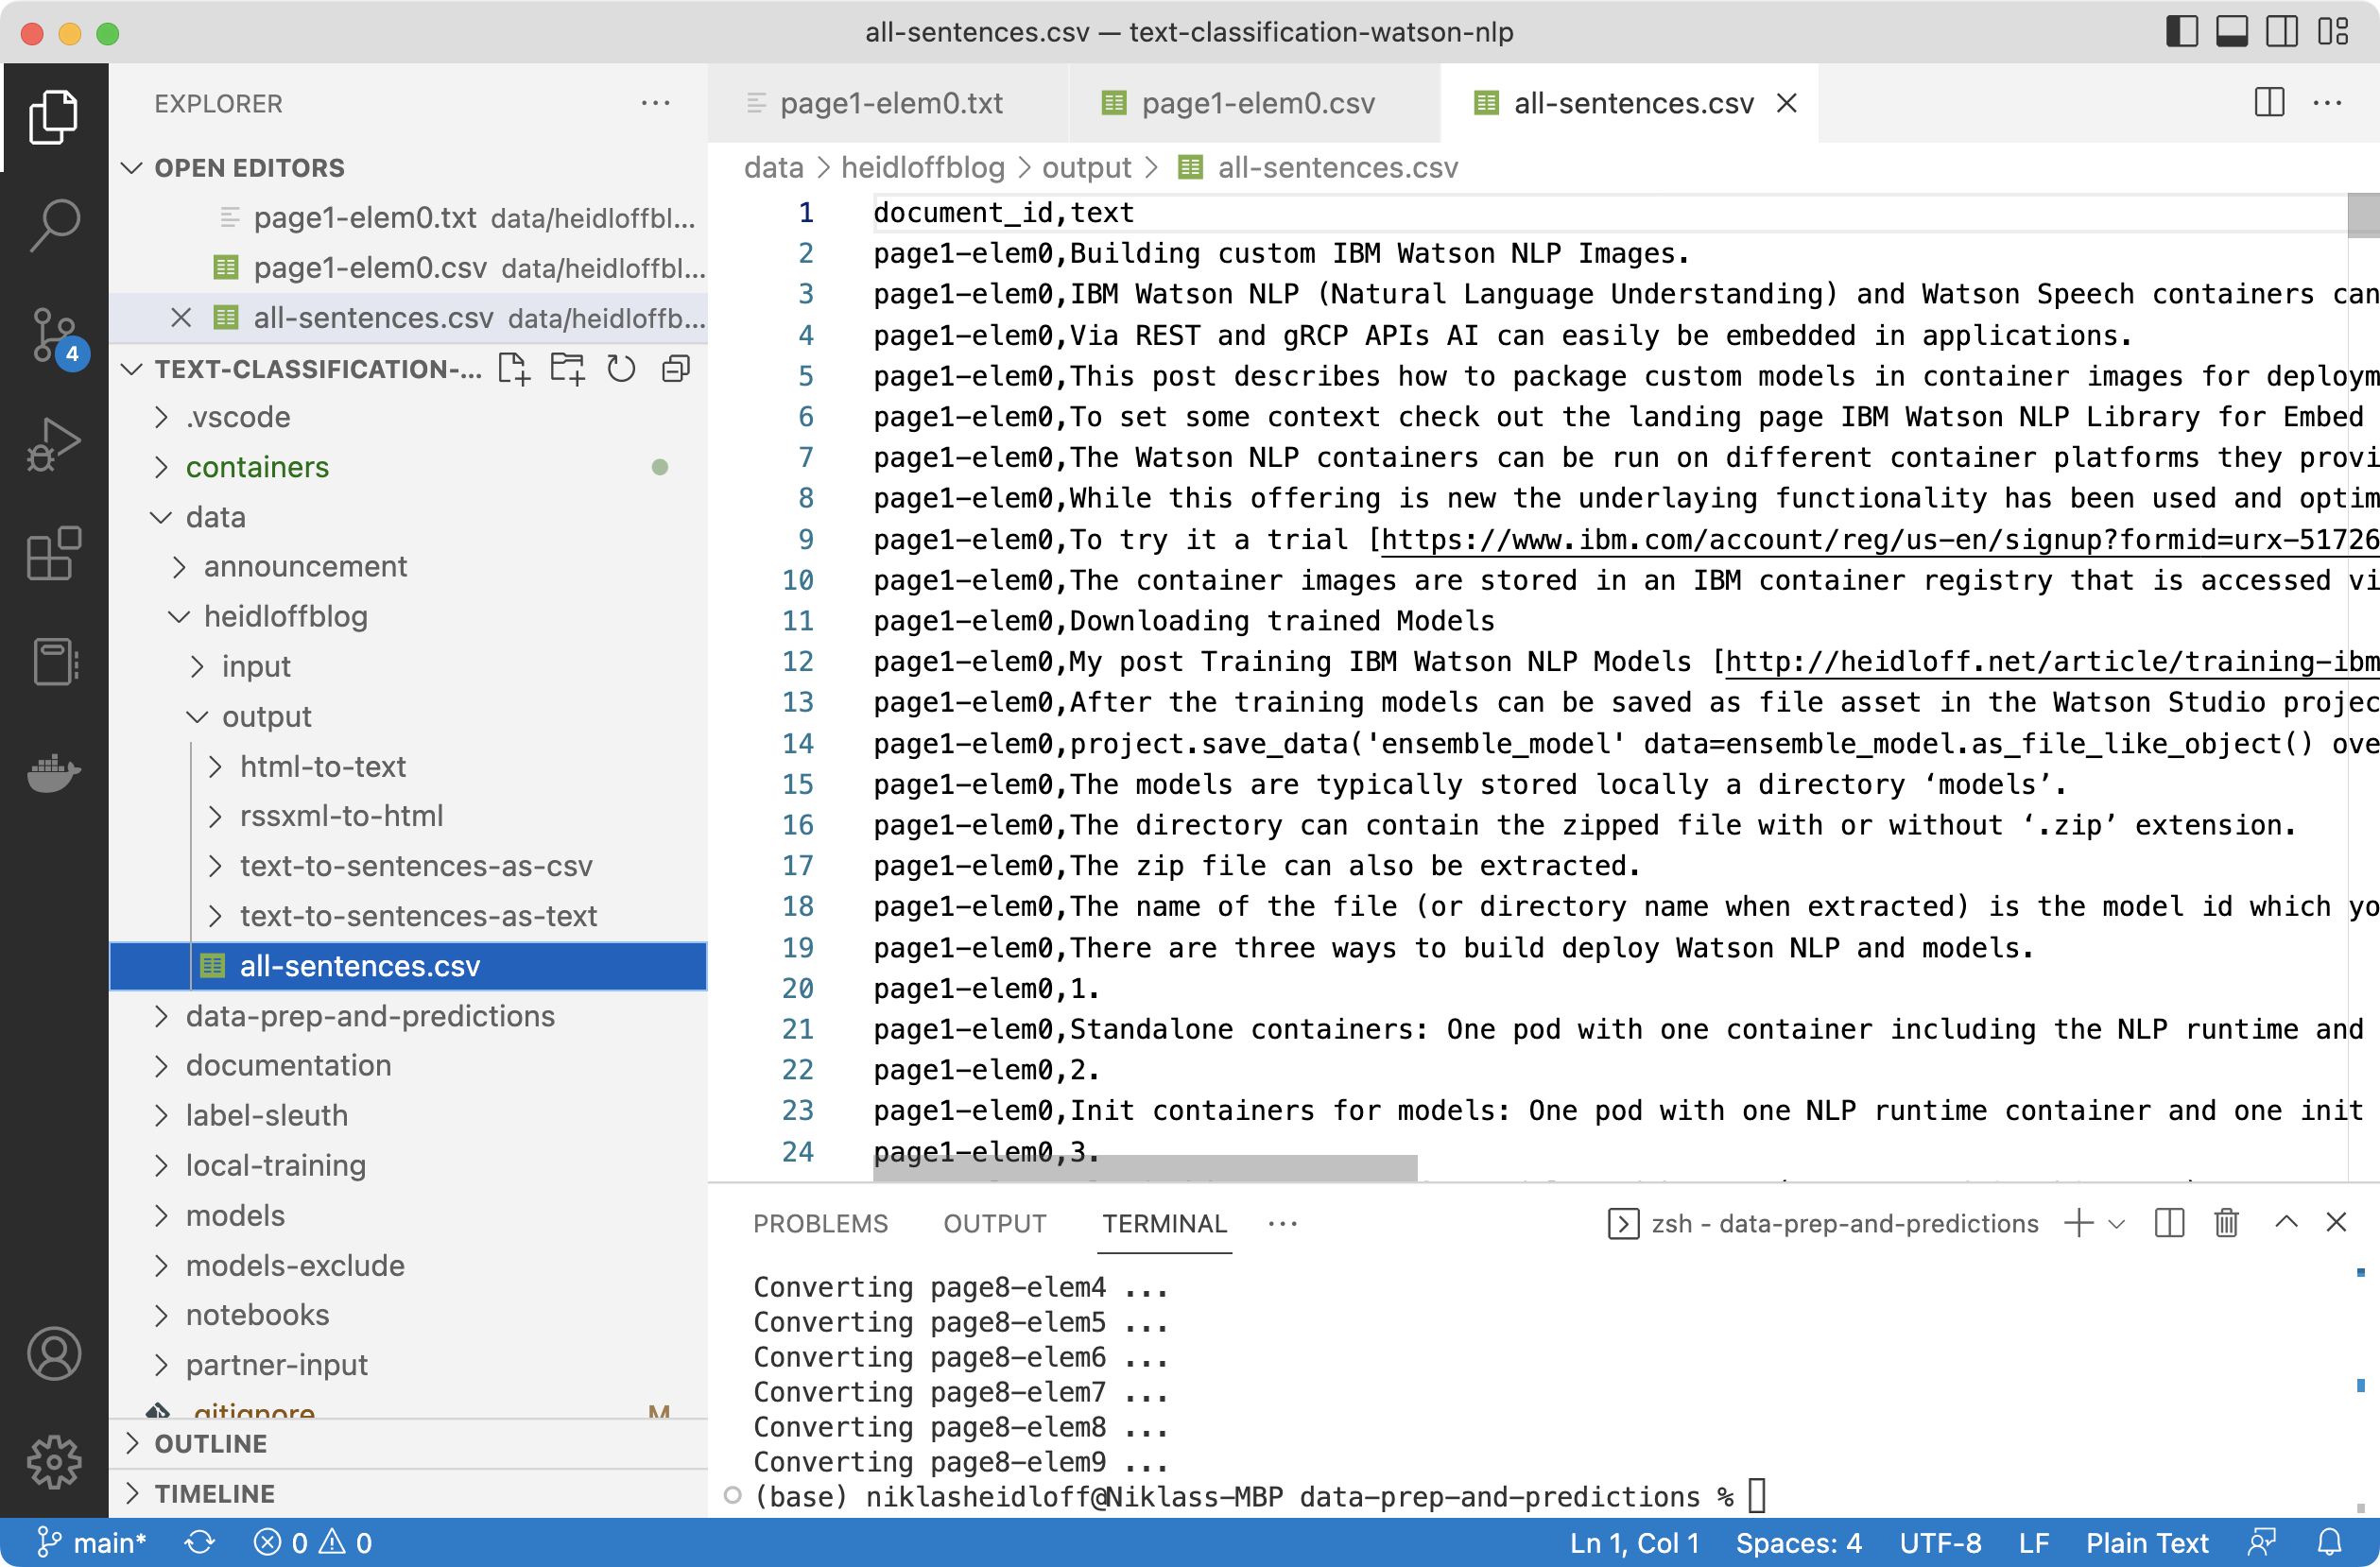 all-sentences.csv — text-classification-watson-nlp
EXPLORER
OPEN EDITORS
page1-elem0.txt data/heidloffbl...
page1-elem0.csv data/heidloffbl...
all-sentences.csv data/heidloffb...
4
TEXT-CLASSIFICATION-...
.vscode
containers
data
announcement
heidloffblog
input
output
html-to-text
rssxml-to-html
text-to-sentences-as-csv
text-to-sentences-as-text
all-sentences.csv
data-prep-and-predictions
documentation
label-sleuth
local-training
models
models-exclude
notebooks
partner-input
.gitignore M
OUTLINE
TIMELINE
page1-elem0.txt
page1-elem0.csv
all-sentences.csv
data > heidloffblog > output > all-sentences.csv
1 document_id,text
2 page1-elem0,Building custom IBM Watson NLP Images.
3 page1-elem0,IBM Watson NLP (Natural Language Understanding) and Watson Speech containers can
4 page1-elem0,Via REST and gRCP APIs AI can easily be embedded in applications.
5 page1-elem0,This post describes how to package custom models in container images for deploym
6 page1-elem0,To set some context check out the landing page IBM Watson NLP Library for Embed
7 page1-elem0,The Watson NLP containers can be run on different container platforms they provi
8 page1-elem0,While this offering is new the underlaying functionality has been used and optim
9 page1-elem0,To try it a trial [https://www.ibm.com/account/reg/us-en/signup?formid=urx-51726
10 page1-elem0,The container images are stored in an IBM container registry that is accessed vi
11 page1-elem0,Downloading trained Models
12 page1-elem0,My post Training IBM Watson NLP Models [http://heidloff.net/article/training-ibm
13 page1-elem0,After the training models can be saved as file asset in the Watson Studio projec
14 page1-elem0,project.save_data('ensemble_model' data=ensemble_model.as_file_like_object() ove
15 page1-elem0,The models are typically stored locally a directory ‘models’.
16 page1-elem0,The directory can contain the zipped file with or without ‘.zip’ extension.
17 page1-elem0,The zip file can also be extracted.
18 page1-elem0,The name of the file (or directory name when extracted) is the model id which yo
19 page1-elem0,There are three ways to build deploy Watson NLP and models.
20 page1-elem0,1.
21 page1-elem0,Standalone containers: One pod with one container including the NLP runtime and
22 page1-elem0,2.
23 page1-elem0,Init containers for models: One pod with one NLP runtime container and one init
24 page1-elem0,3.
PROBLEMS OUTPUT TERMINAL ... zsh - data-prep-and-predictions
Converting page8-elem4 ...
Converting page8-elem5 ...
Converting page8-elem6 ...
Converting page8-elem7 ...
Converting page8-elem8 ...
Converting page8-elem9 ...
(base) niklasheidloff@Niklass-MBP data-prep-and-predictions %
main* 0 0 Ln 1, Col 1 Spaces: 4 UTF-8 LF Plain Text